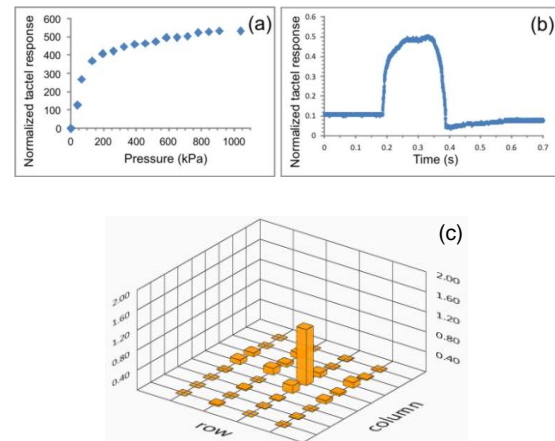 (a)
Normalized tactel response
600
500
400
300
200
100
0
0 200 400 600 800 1000
Pressure (kPa)
(b)
Normalized tactel response
0.6
0.5
0.4
0.3
0.2
0.1
0
0 0.1 0.2 0.3 0.4 0.5 0.6 0.7
Time (s)
(c)
2.00
1.60
1.20
0.80
0.40
2.00
1.60
1.20
0.80
0.40
row
column